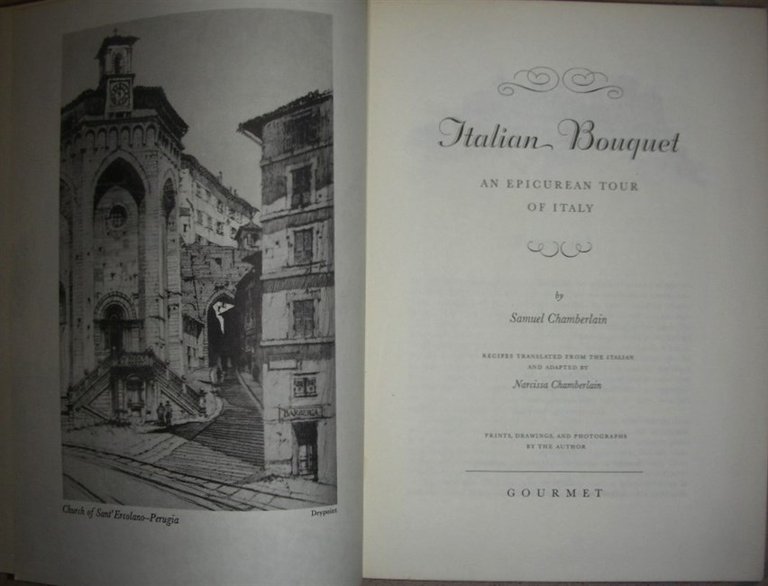 Church of Sant'Ercolano-Perugia
Drypoint
Italian Bouquet
AN EPICUREAN TOUR
OF ITALY
by
Samuel Chamberlain
RECIPES TRANSLATED FROM THE ITALIAN
AND ADAPTED BY
Narcissa Chamberlain
PRINTS, DRAWINGS, AND PHOTOGRAPHS
BY THE AUTHOR
GOURMET